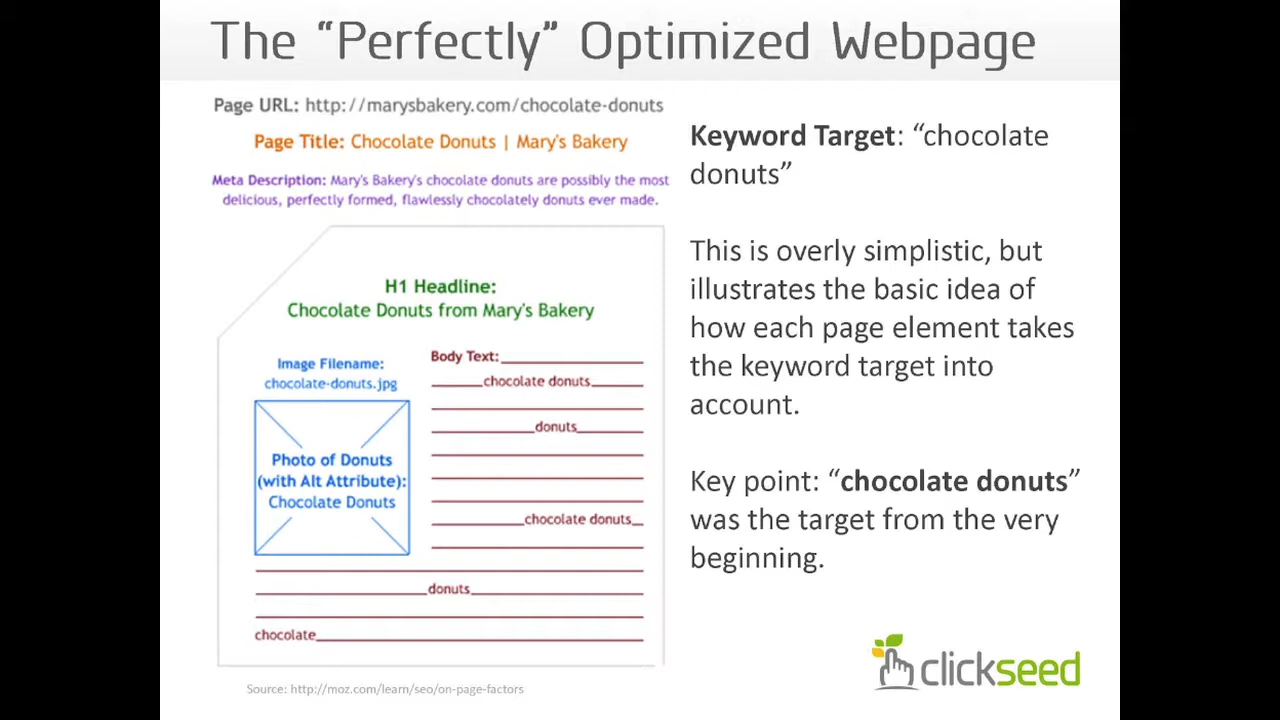 The “Perfectly” Optimized Webpage
Page URL: http://marysbakery.com/chocolate-donuts
Page Title: Chocolate Donuts | Mary's Bakery
Meta Description: Mary's Bakery's chocolate donuts are possibly the most
delicious, perfectly formed, flawlessly chocolately donuts ever made.
H1 Headline:
Chocolate Donuts from Mary's Bakery
Image Filename:
chocolate-donuts.jpg
Photo of Donuts
(with Alt Attribute):
Chocolate Donuts
Body Text:
chocolate donuts
donuts
chocolate donuts
donuts
chocolate
Source: http://moz.com/learn/seo/on-page-factors
Keyword Target: “chocolate
donuts”
This is overly simplistic, but
illustrates the basic idea of
how each page element takes
the keyword target into
account.
Key point: “chocolate donuts”
was the target from the very
beginning.
clickseed